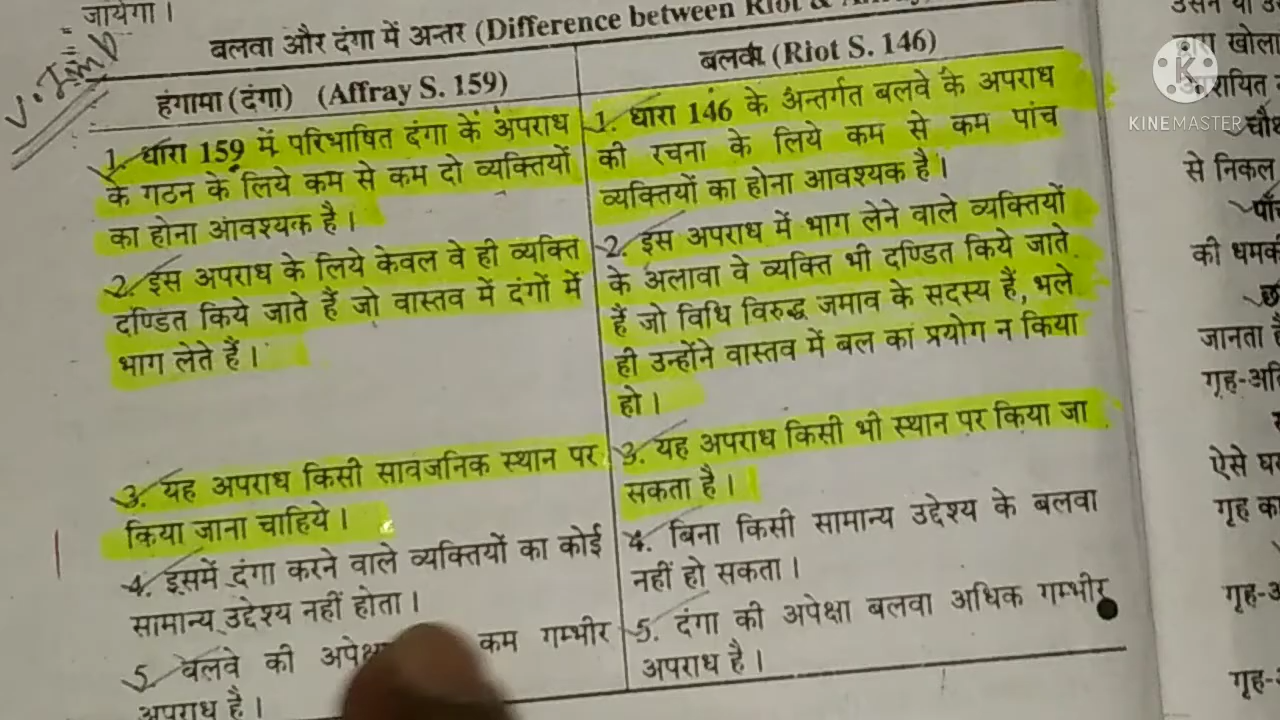 जायेगा ।
V. Imp
बलवा और दंगा में अन्तर (Difference between Riot &
हंगामा (दंगा) (Affray S. 159)
1. धारा 159 में परिभाषित दंगा के अपराध
के गठन के लिये कम से कम दो व्यक्तियों
का होना आवश्यक है ।
2. इस अपराध के लिये केवल वे ही व्यक्ति
दण्डित किये जाते हैं जो वास्तव में दंगों में
भाग लेते हैं ।
3. यह अपराध किसी सार्वजनिक स्थान पर
किया जाना चाहिये ।
4. इसमें दंगा करने वाले व्यक्तियों का कोई
सामान्य उद्देश्य नहीं होता ।
5. बलवे की कम गम्भीर
अपराध है ।
बलवा (Riot S. 146)
1. धारा 146 के अन्तर्गत बलवे के अपराध
की रचना के लिये कम से कम पांच
व्यक्तियों का होना आवश्यक है ।
2. इस अपराध में भाग लेने वाले व्यक्तियों
के अलावा वे व्यक्ति भी दण्डित किये जाते
हैं जो विधि विरुद्ध जमाव के सदस्य हैं, भले
ही उन्होंने वास्तव में बल का प्रयोग न किया
हो ।
3. यह अपराध किसी भी स्थान पर किया जा
सकता है ।
4. बिना किसी सामान्य उद्देश्य के बलवा
नहीं हो सकता ।
5. दंगा की अपेक्षा बलवा अधिक गम्भीर
अपराध है ।
खोला
से निकल
की
जानता
ऐसे
K
KINEMASTER